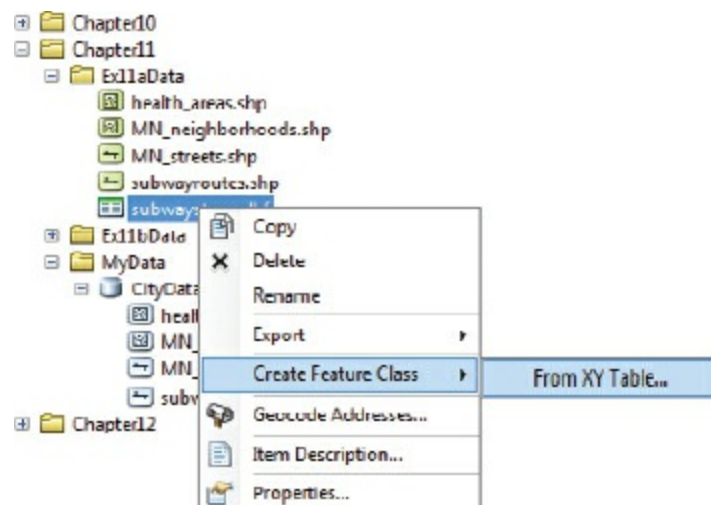 Chapter10
Chapter11
Ex11aData
health_areas.shp
MN_neighborhoods.shp
MN_streets.shp
subwayroutes.shp
Ex11bData
MyData
CityData
heal
MN_
MN_
subw
Chapter12
Copy
Delete
Rename
Export
Create Feature Class
From XY Table...
Geocode Addresses...
Item Description...
Properties...